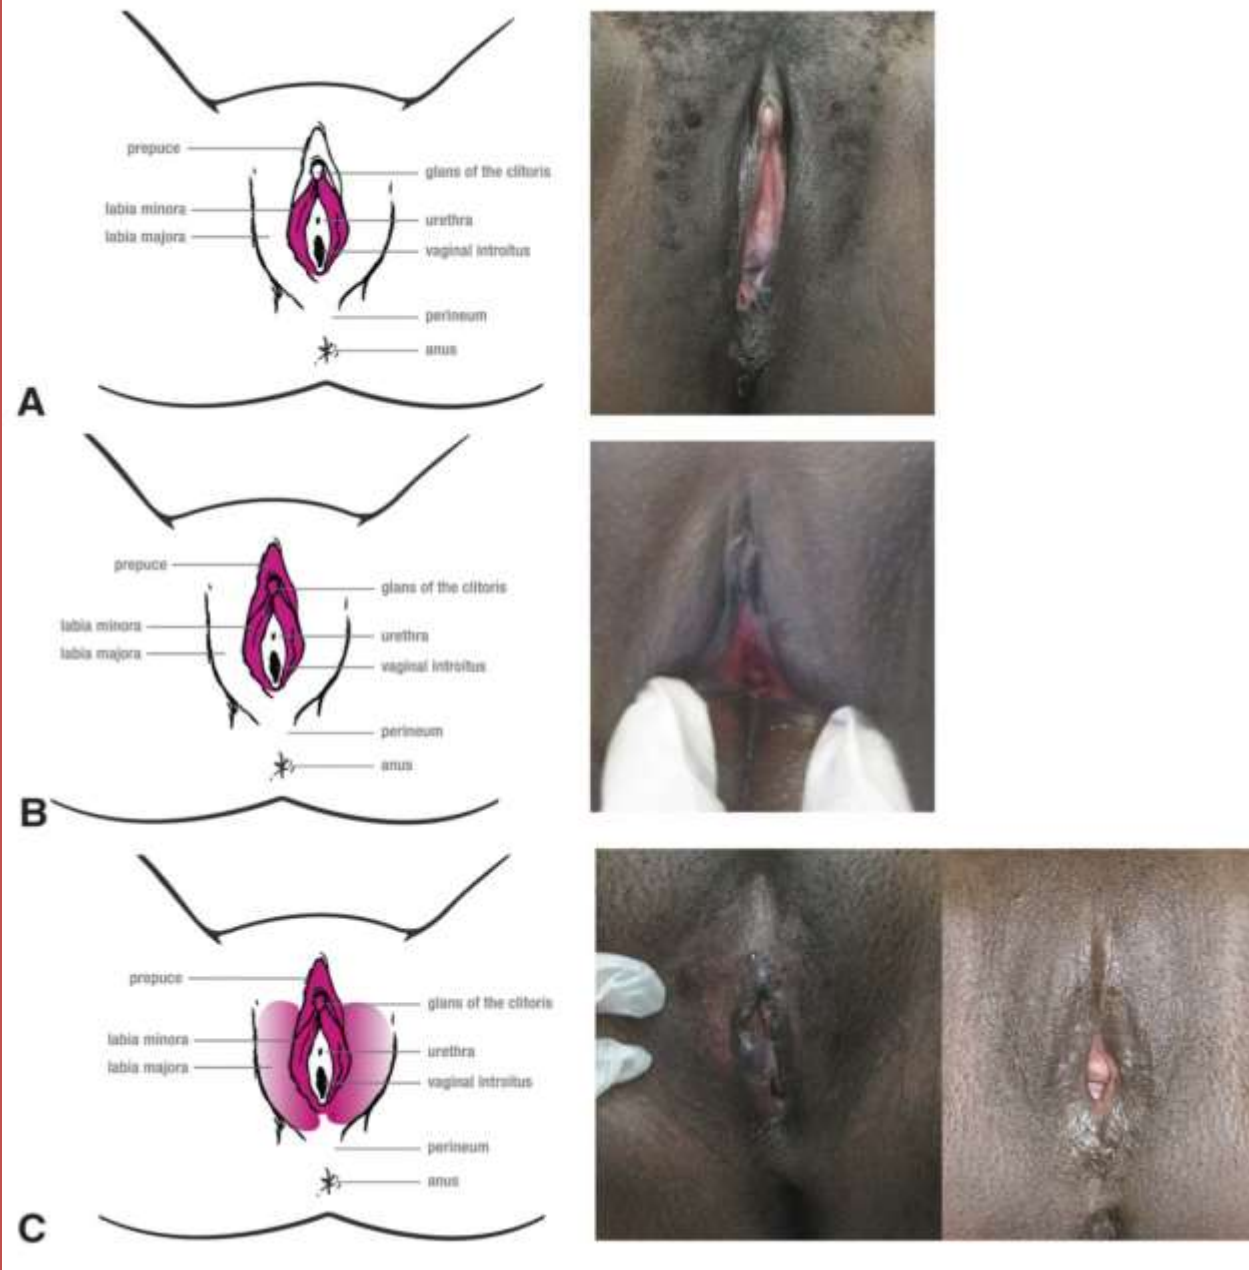 prepuce
glans of the clitoris
labia minora
urethra
labia majora
vaginal introitus
perineum
anus
A
prepuce
glans of the clitoris
labia minora
urethra
labia majora
vaginal introitus
perineum
anus
B
prepuce
glans of the clitoris
labia minora
urethra
labia majora
vaginal introitus
perineum
anus
C